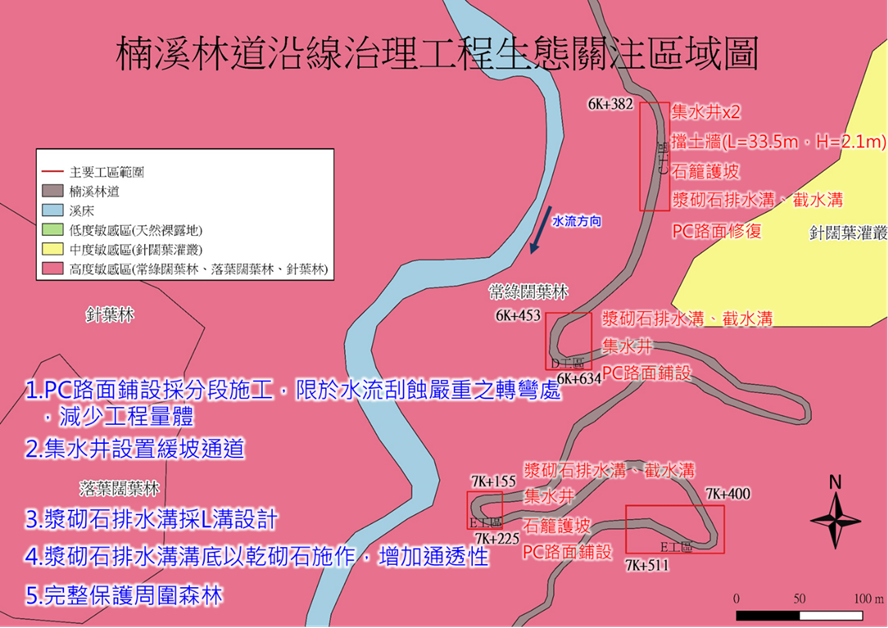 楠溪林道沿線治理工程生態關注區域圖
6K+382
集水井x2
擋土牆(L=33.5m，H=2.1m)
C工區
石籠護坡
漿砌石排水溝、截水溝
PC路面修復
針闊葉灌叢
主要工區範圍
楠溪林道
溪床
低度敏感區(天然裸露地)
中度敏感區(針闊葉灌叢)
高度敏感區(常綠闊葉林、落葉闊葉林、針葉林)
水流方向
常綠闊葉林
針葉林
6K+453
漿砌石排水溝、截水溝
集水井
D工區
6K+634
PC路面鋪設
1.PC路面鋪設採分段施工，限於水流刮蝕嚴重之轉彎處
，減少工程量體
2.集水井設置緩坡通道
落葉闊葉林
3.漿砌石排水溝採L溝設計
4.漿砌石排水溝溝底以乾砌石施作，增加通透性
5.完整保護周圍森林
7K+155
漿砌石排水溝、截水溝
集水井
E工區
石籠護坡
7K+225
PC路面鋪設
7K+400
E工區
7K+511
N
0 50 100 m